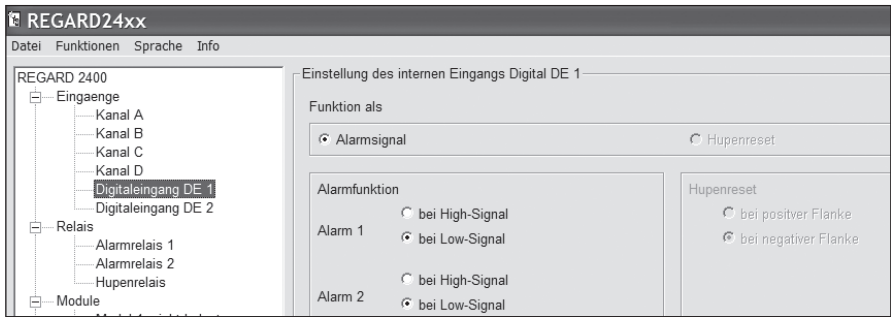 REGARD24xx
Datei Funktionen Sprache Info
REGARD 2400
Eingaenge
Kanal A
Kanal B
Kanal C
Kanal D
Digitaleingang DE 1
Digitaleingang DE 2
Relais
Alarmrelais 1
Alarmrelais 2
Hupenrelais
Module
Einstellung des internen Eingangs Digital DE 1
Funktion als
Alarmsignal
Hupenreset
Alarmfunktion
Alarm 1
bei High-Signal
bei Low-Signal
Alarm 2
bei High-Signal
bei Low-Signal
Hupenreset
bei positver Flanke
bei negativer Flanke